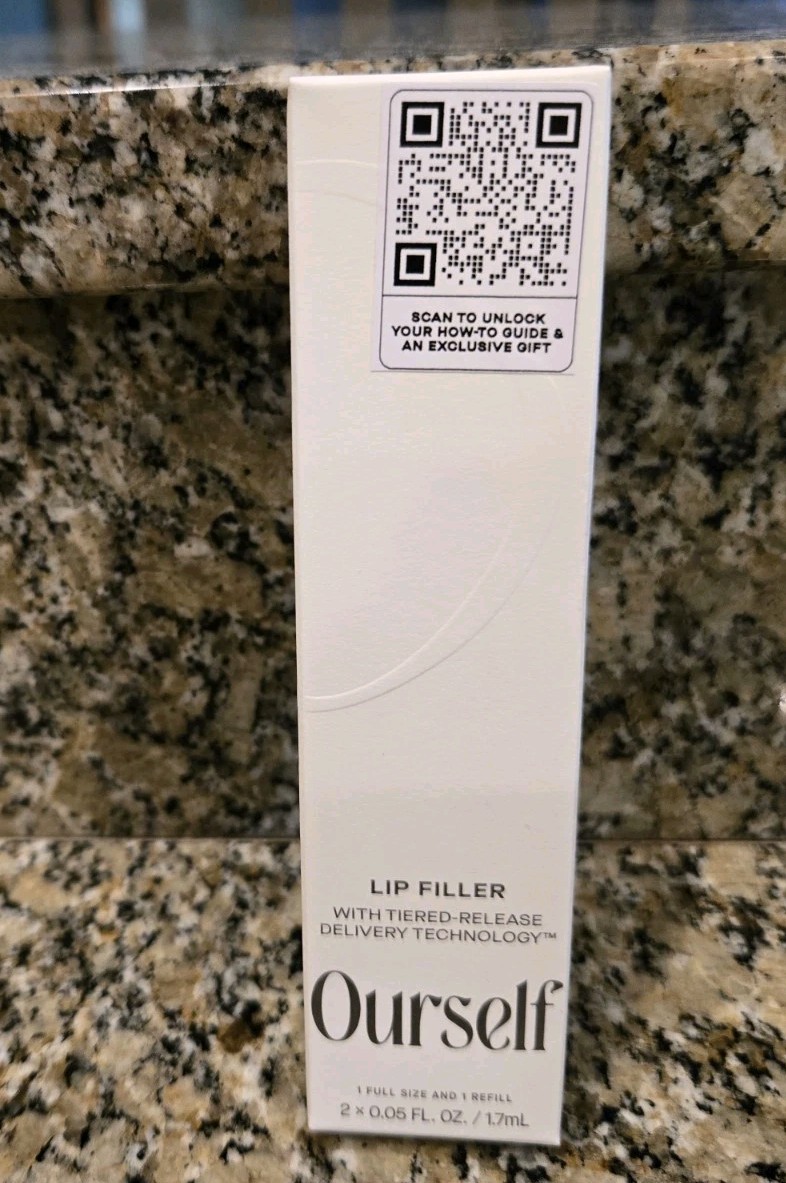 SCAN TO UNLOCK
YOUR HOW-TO GUIDE &
AN EXCLUSIVE GIFT
LIP FILLER
WITH TIERED-RELEASE
DELIVERY TECHNOLOGY™
Ourself
1 FULL SIZE AND 1 REFILL
2 × 0.05 FL. OZ. / 1.7mL